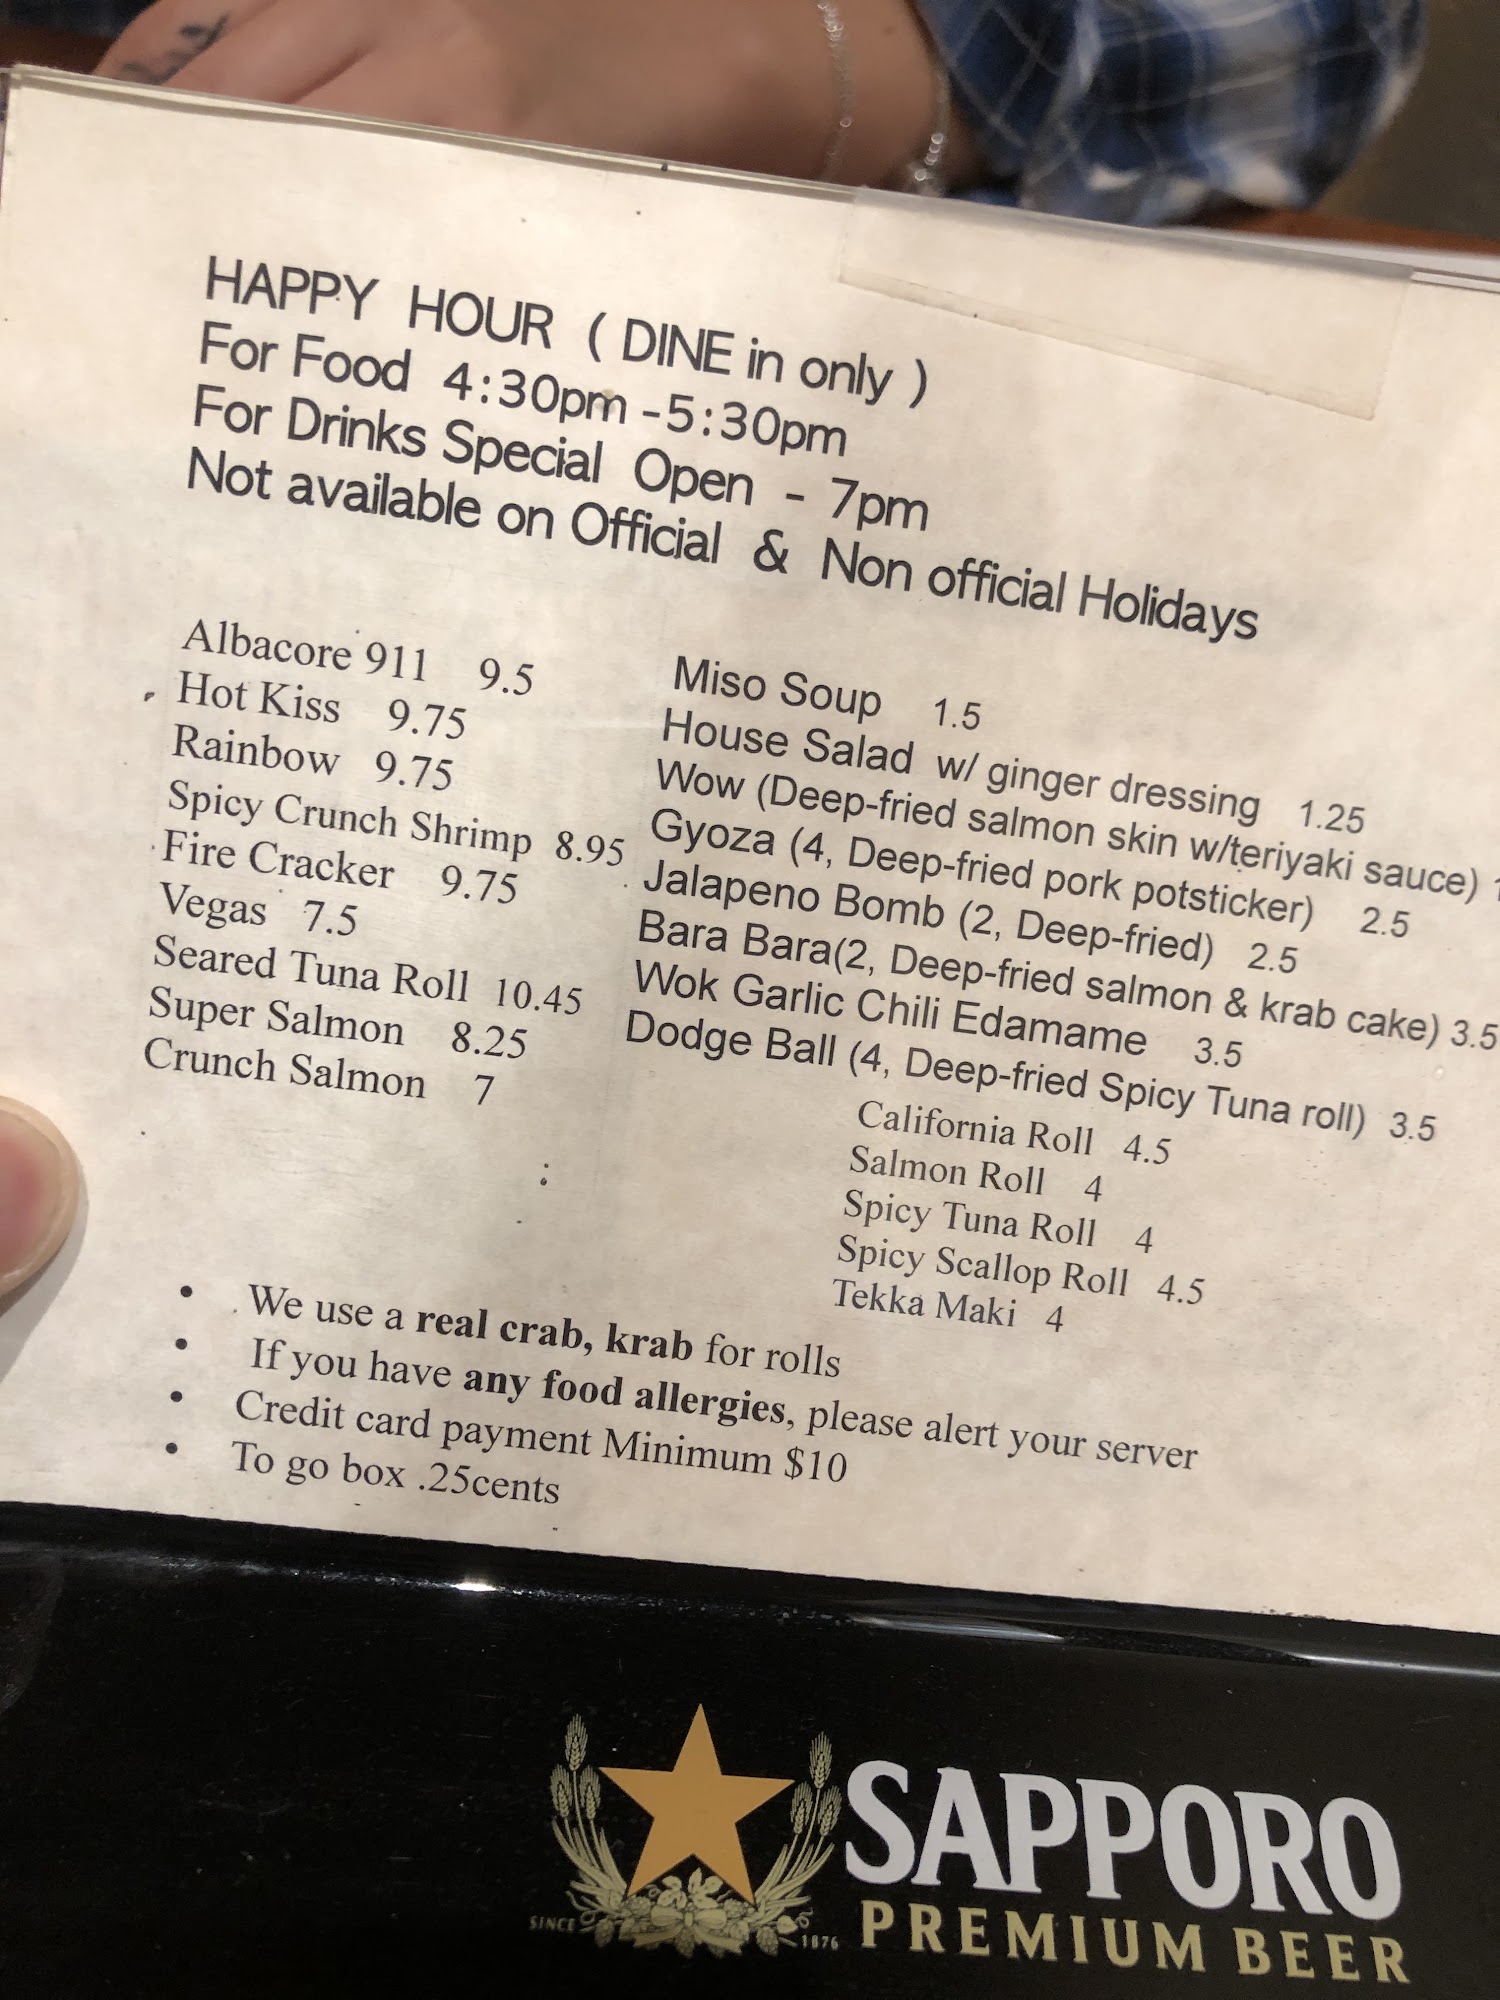 HAPPY HOUR ( DINE in only )
For Food 4:30pm -5:30pm
For Drinks Special Open - 7pm
Not available on Official & Non official Holidays
Albacore 911 9.5
Hot Kiss 9.75
Rainbow 9.75
Spicy Crunch Shrimp 8.95
Fire Cracker 9.75
Vegas 7.5
Seared Tuna Roll 10.45
Super Salmon 8.25
Crunch Salmon 7
Miso Soup 1.5
House Salad w/ ginger dressing 1.25
Wow (Deep-fried salmon skin w/teriyaki sauce)
Gyoza (4, Deep-fried pork potsticker) 2.5
Jalapeno Bomb (2, Deep-fried) 2.5
Bara Bara(2, Deep-fried salmon & krab cake) 3.5
Wok Garlic Chili Edamame 3.5
Dodge Ball (4, Deep-fried Spicy Tuna roll) 3.5
California Roll 4.5
Salmon Roll 4
Spicy Tuna Roll 4
Spicy Scallop Roll 4.5
Tekka Maki 4
• We use a real crab, krab for rolls
• If you have any food allergies, please alert your server
• Credit card payment Minimum $10
• To go box .25cents
SINCE 1876
SAPPORO
PREMIUM BEER